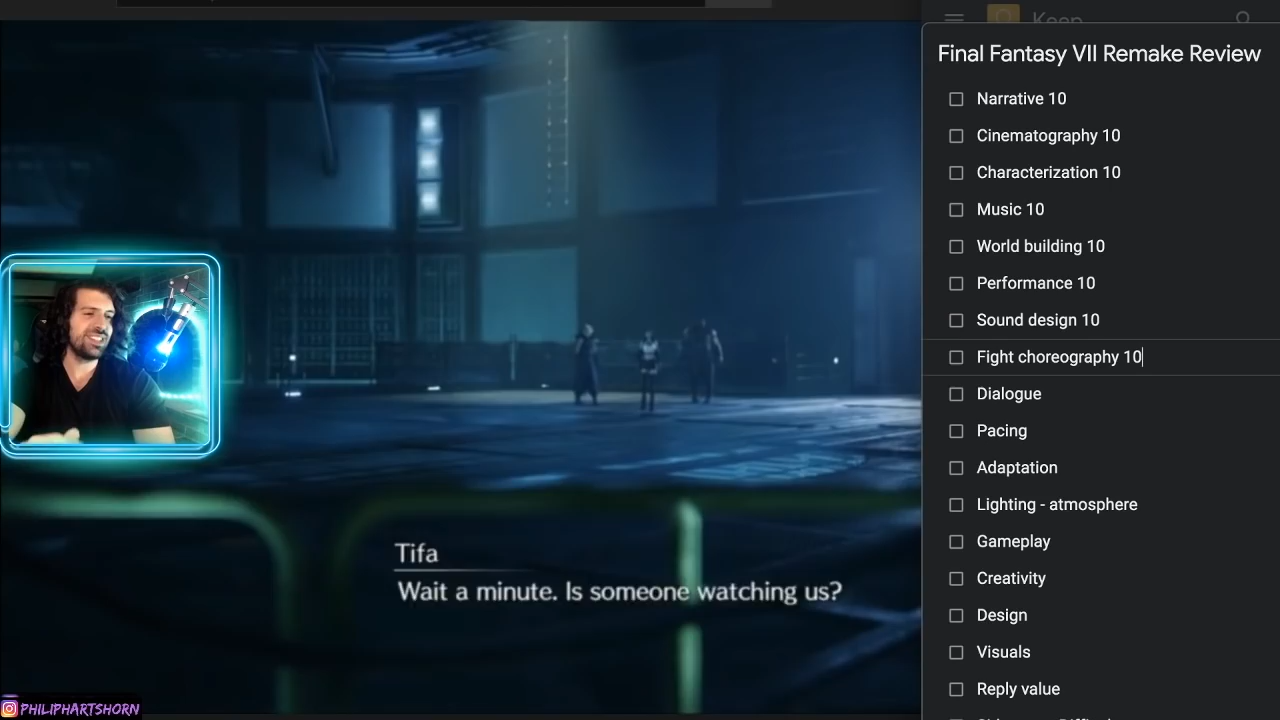 Keep
Final Fantasy VII Remake Review
Narrative 10
Cinematography 10
Characterization 10
Music 10
World building 10
Performance 10
Sound design 10
Fight choreography 10
Dialogue
Pacing
Adaptation
Lighting - atmosphere
Gameplay
Creativity
Design
Visuals
Reply value
Tifa
Wait a minute. Is someone watching us?
PHILIPHARTSHORN